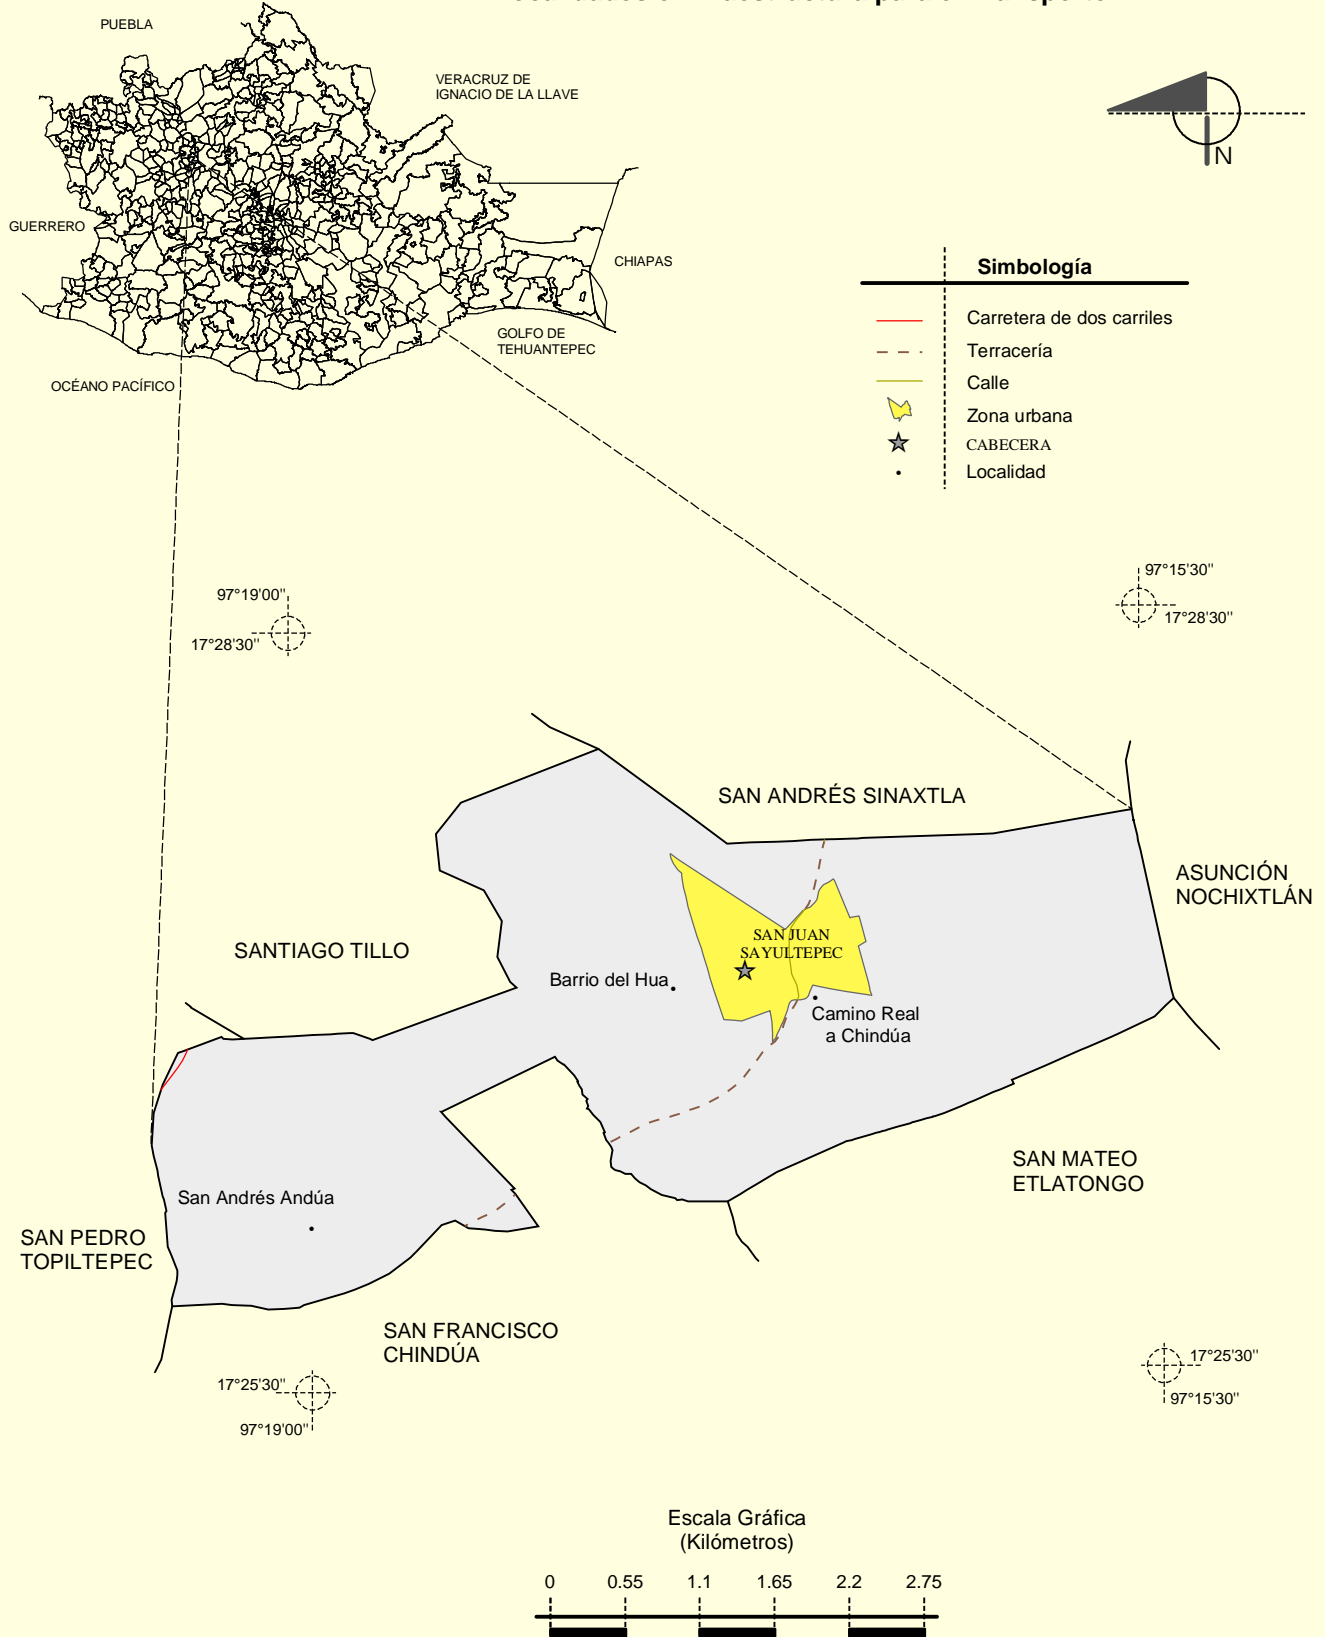 PUEBLA
VERACRUZ DE
IGNACIO DE LA LLAVE
N
GUERRERO
CHIAPAS
GOLFO DE
TEHUANTEPEC
OCÉANO PACÍFICO
Simbología
Carretera de dos carriles
Terracería
Calle
Zona urbana
CABECERA
Localidad
97°19'00"
17°28'30"
97°15'30"
17°28'30"
SAN ANDRÉS SINAXTLA
ASUNCIÓN
NOCHIXTLÁN
SANTIAGO TILLO
SAN JUAN
SAYULTEPEC
Barrio del Hua
Camino Real
a Chindúa
SAN MATEO
ETLATONGO
San Andrés Andúa
SAN PEDRO
TOPILTEPEC
SAN FRANCISCO
CHINDÚA
17°25'30"
97°19'00"
17°25'30"
97°15'30"
Escala Gráfica
(Kilómetros)
0 0.55 1.1 1.65 2.2 2.75